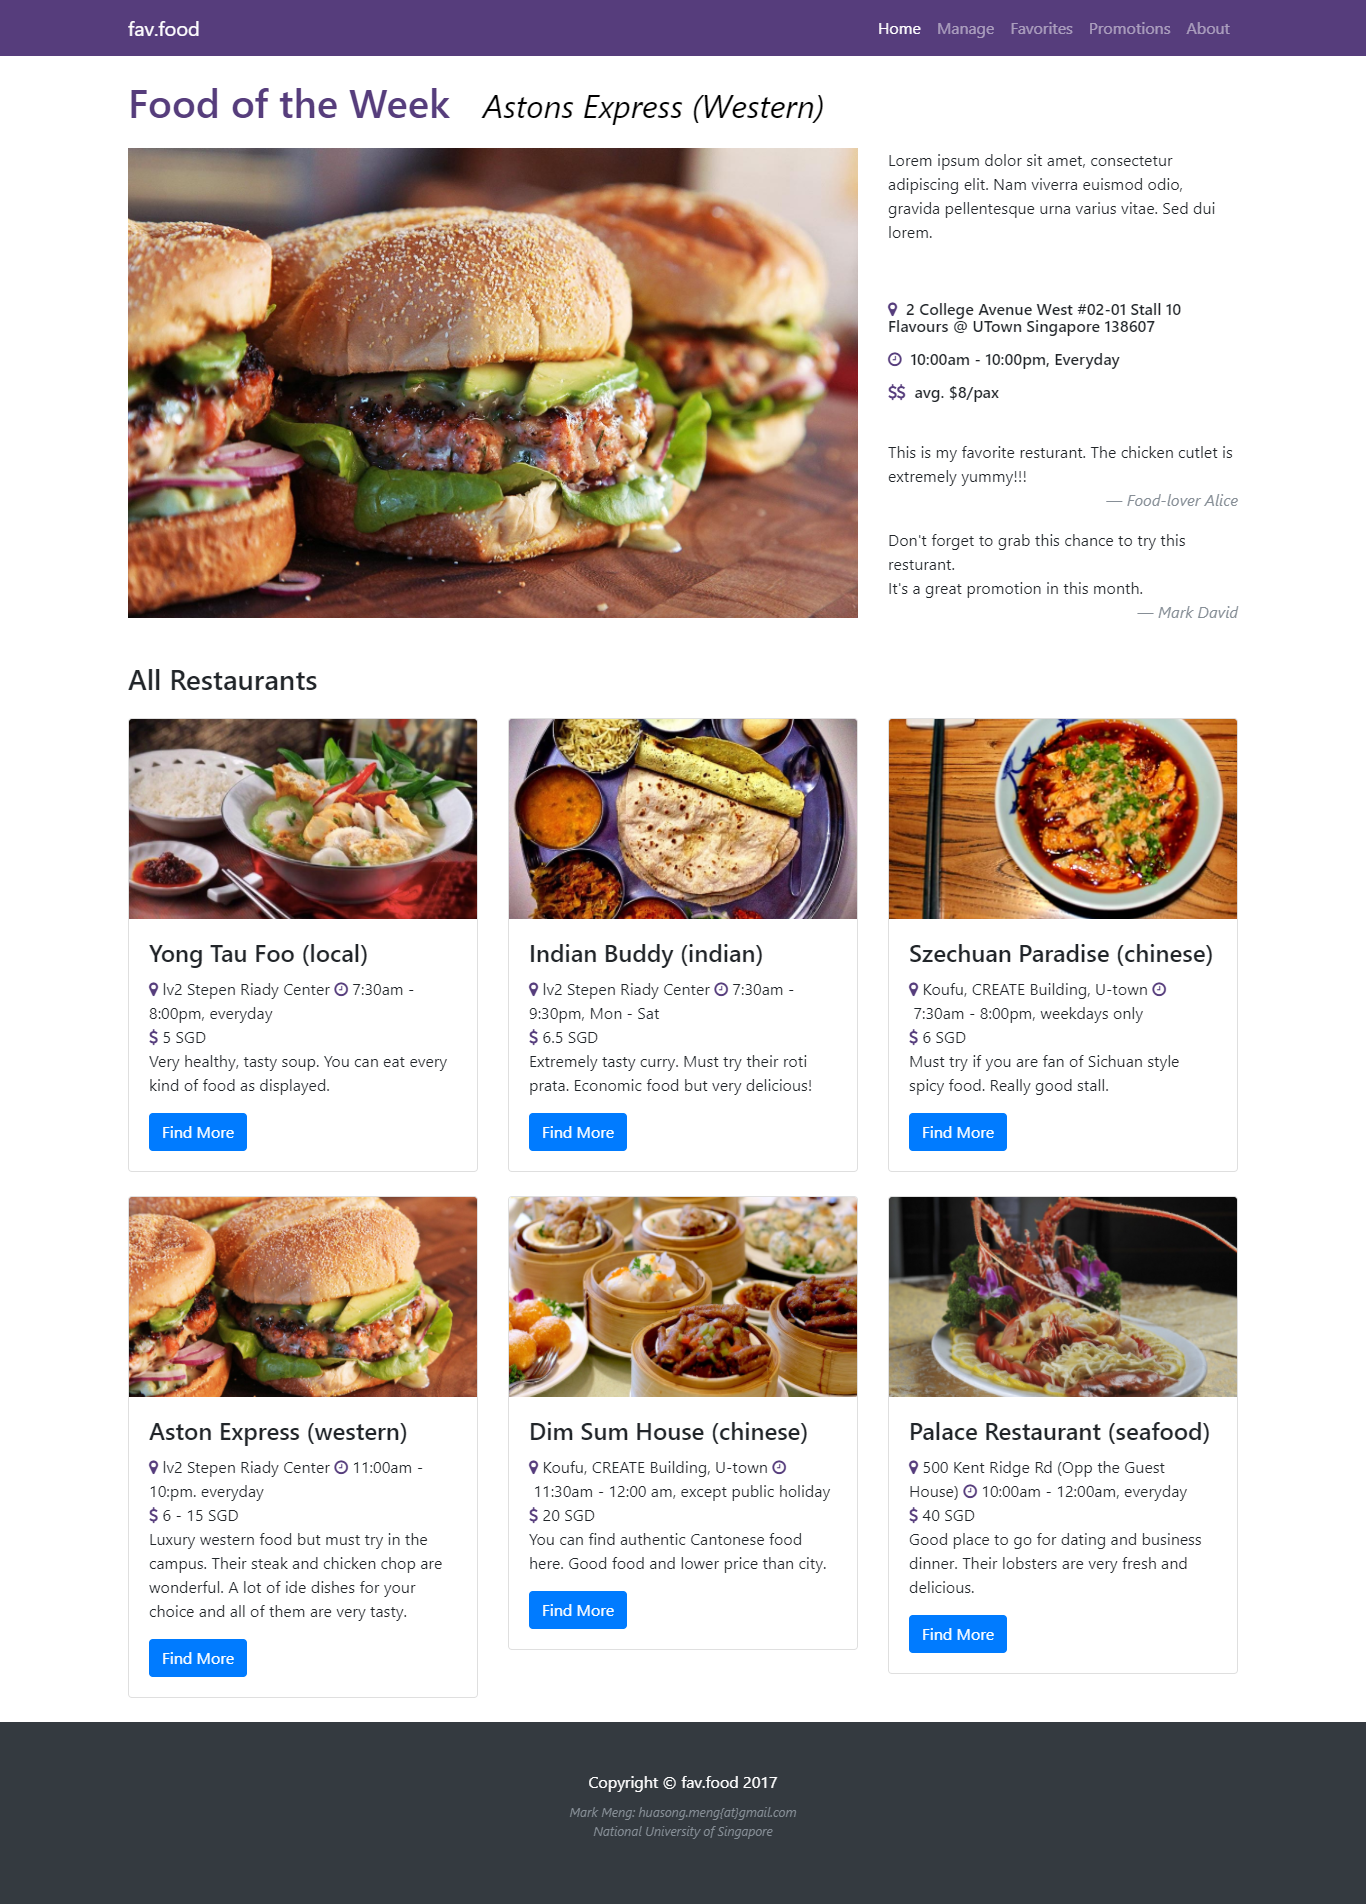 fav.food
Home Manage Favorites Promotions About
Food of the Week Astons Express (Western)
Lorem ipsum dolor sit amet, consectetur
adipiscing elit. Nam viverra euismod odio,
gravida pellentesque urna varius vitae. Sed dui
lorem.
2 College Avenue West #02-01 Stall 10
Flavours @ UTown Singapore 138607
10:00am - 10:00pm, Everyday
$$ avg. $8/pax
This is my favorite resturant. The chicken cutlet is
extremely yummy!!!
— Food-lover Alice
Don't forget to grab this chance to try this
resturant.
It's a great promotion in this month.
— Mark David
All Restaurants
Yong Tau Foo (local)
lv2 Stepen Riady Center 7:30am -
8:00pm, everyday
$ 5 SGD
Very healthy, tasty soup. You can eat every
kind of food as displayed.
Find More
Indian Buddy (indian)
lv2 Stepen Riady Center 7:30am -
9:30pm, Mon - Sat
$ 6.5 SGD
Extremely tasty curry. Must try their roti
prata. Economic food but very delicious!
Find More
Szechuan Paradise (chinese)
Koufu, CREATE Building, U-town
7:30am - 8:00pm, weekdays only
$ 6 SGD
Must try if you are fan of Sichuan style
spicy food. Really good stall.
Find More
Aston Express (western)
lv2 Stepen Riady Center 11:00am -
10:pm. everyday
$ 6 - 15 SGD
Luxury western food but must try in the
campus. Their steak and chicken chop are
wonderful. A lot of ide dishes for your
choice and all of them are very tasty.
Find More
Dim Sum House (chinese)
Koufu, CREATE Building, U-town
11:30am - 12:00 am, except public holiday
$ 20 SGD
You can find authentic Cantonese food
here. Good food and lower price than city.
Find More
Palace Restaurant (seafood)
500 Kent Ridge Rd (Opp the Guest
House) 10:00am - 12:00am, everyday
$ 40 SGD
Good place to go for dating and business
dinner. Their lobsters are very fresh and
delicious.
Find More
Copyright © fav.food 2017
Mark Meng: huasong.meng{at}gmail.com
National University of Singapore